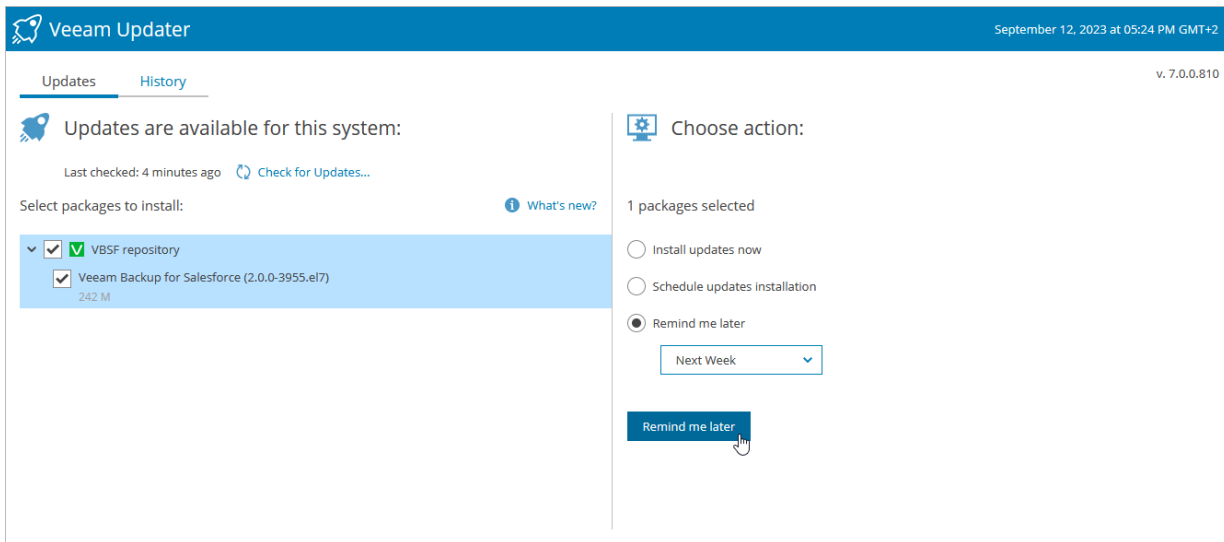 Veeam Updater
September 12, 2023 at 05:24 PM GMT+2
Updates
History
v. 7.0.0.810
Updates are available for this system:
Last checked: 4 minutes ago
Check for Updates...
Select packages to install:
What's new?
VBSF repository
Veeam Backup for Salesforce (2.0.0-3955.el7)
242 M
Choose action:
1 packages selected
Install updates now
Schedule updates installation
Remind me later
Next Week
Remind me later